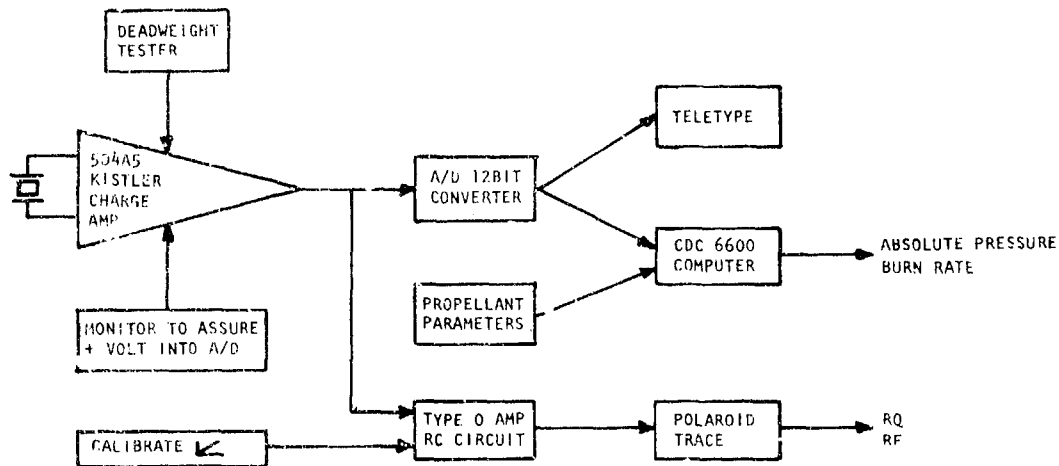 DEADWEIGHT
TESTER
504A5
KISTLER
CHARGE
AMP
A/D 12BIT
CONVERTER
TELETYPE
CDC 6600
COMPUTER
ABSOLUTE PRESSURE
BURN RATE
PROPELLANT
PARAMETERS
MONITOR TO ASSURE
+ VOLT INTO A/D
TYPE O AMP
RC CIRCUIT
POLAROID
TRACE
RQ
RF
CALIBRATE